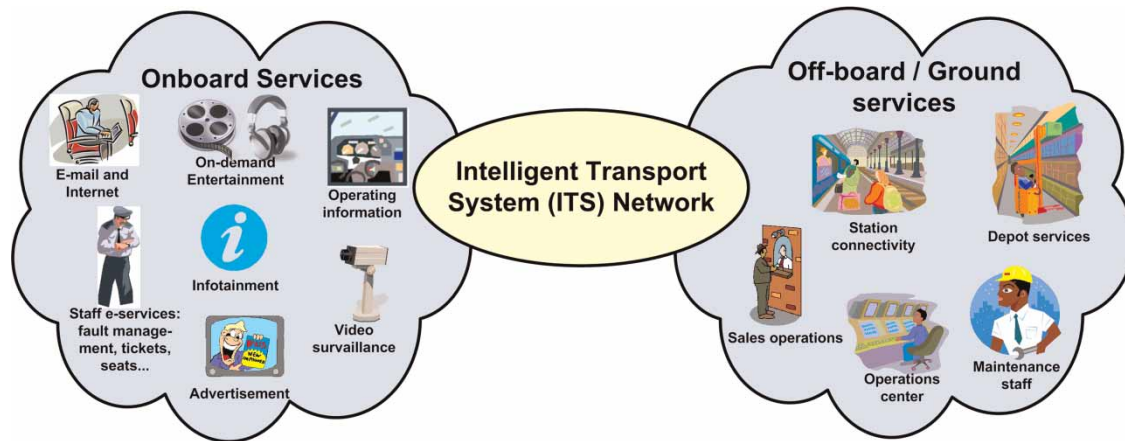 Onboard Services
E-mail and
Internet
On-demand
Entertainment
Operating
information
Staff e-services:
fault manage-
ment, tickets,
seats...
Infotainment
Video
survaillance
Advertisement
Intelligent Transport
System (ITS) Network
Off-board / Ground
services
Station
connectivity
Depot services
Sales operations
Operations
center
Maintenance
staff